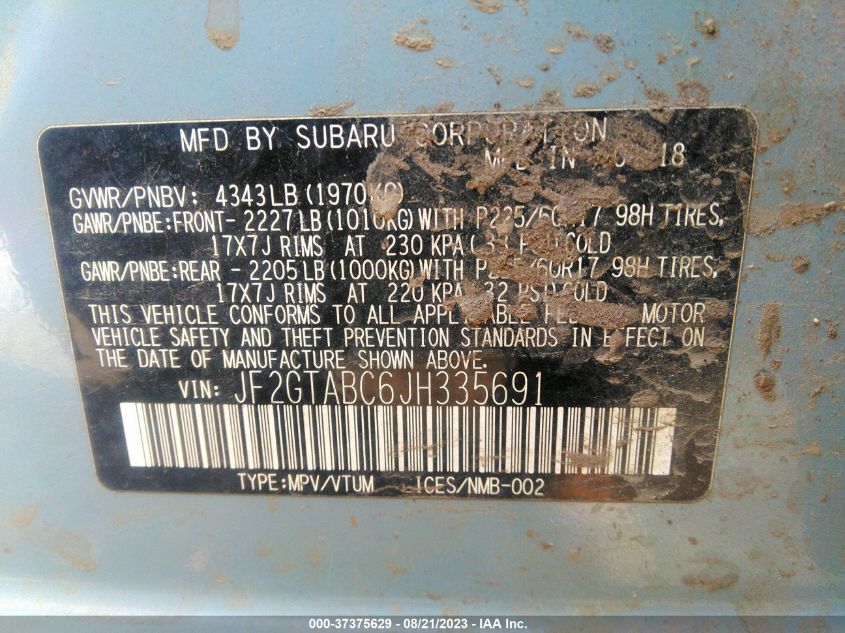 MFD BY SUBARU CORPORATION
IN 18
GVWR/PNBV: 4343LB (1970KG)
GAWR/PNBE:FRONT- 2227LB (1010KG) WITH P225/60R17 98H TIRES,
17X7J RIMS AT 230 KPA COLD
GAWR/PNBE:REAR - 2205LB (1000KG) WITH P225/60R17 98H TIRES,
17X7J RIMS AT 220 KPA (32 PSI) COLD
THIS VEHICLE CONFORMS TO ALL APPLICABLE MOTOR
VEHICLE SAFETY AND THEFT PREVENTION STANDARDS IN EFFECT ON
THE DATE OF MANUFACTURE SHOWN ABOVE.
VIN: JF2GTABC6JH335691
TYPE:MPV/VTUM ICES/NMB-002
000-37375629 - 08/21/2023 - IAA Inc.